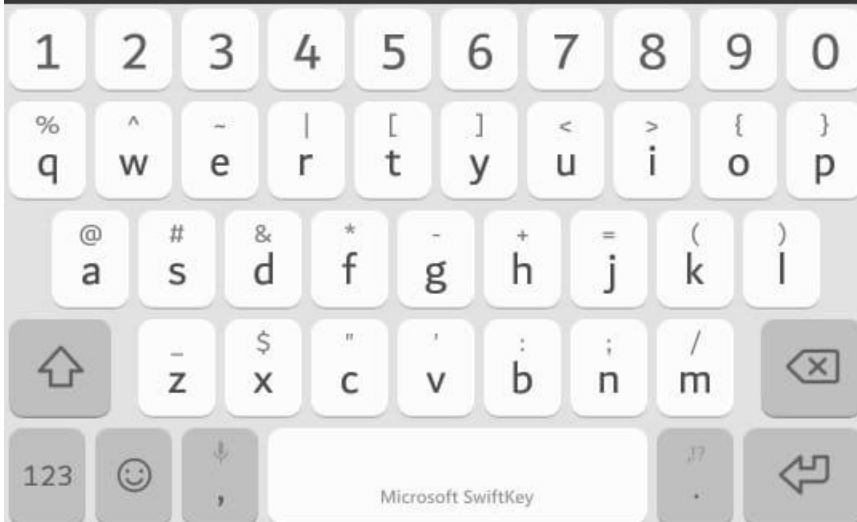 1 2 3 4 5 6 7 8 9 0
% ^ ~ | [ ] < > { }
q w e r t y u i o p
@ # & * - + = ( )
a s d f g h j k l
_ $ " ' : ; /
z x c v b n m
,!?
123 , Microsoft SwiftKey .